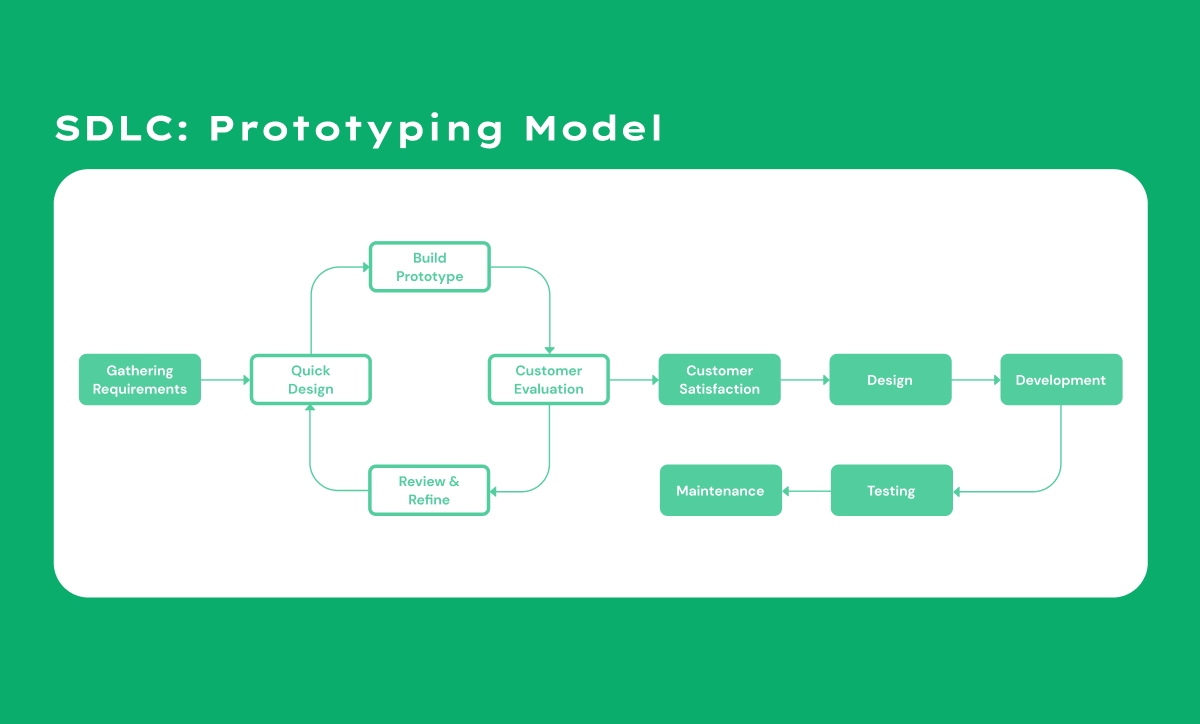 SDLC: Prototyping Model
Build
Prototype
Gathering
Requirements
Quick
Design
Customer
Evaluation
Customer
Satisfaction
Design
Development
Review &
Refine
Maintenance
Testing